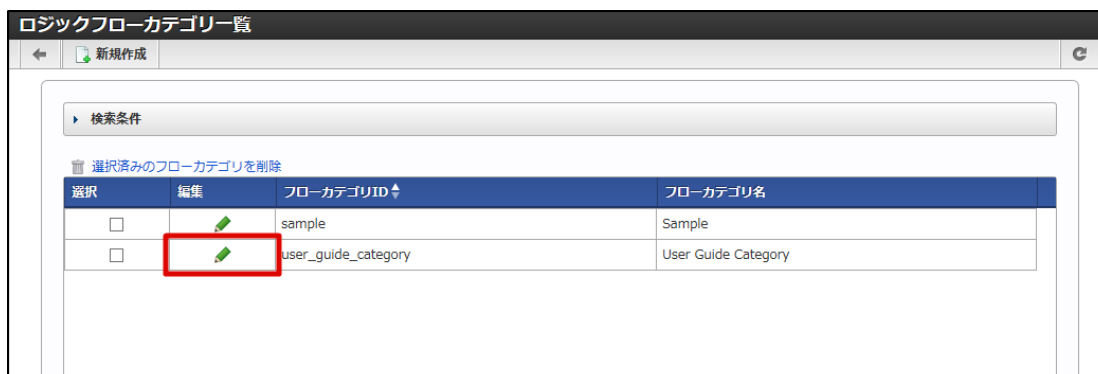 ロジックフローカテゴリ一覧
新規作成
検索条件
選択済みのフローカテゴリを削除
選択 編集 フローカテゴリID フローカテゴリ名
sample Sample
user_guide_category User Guide Category